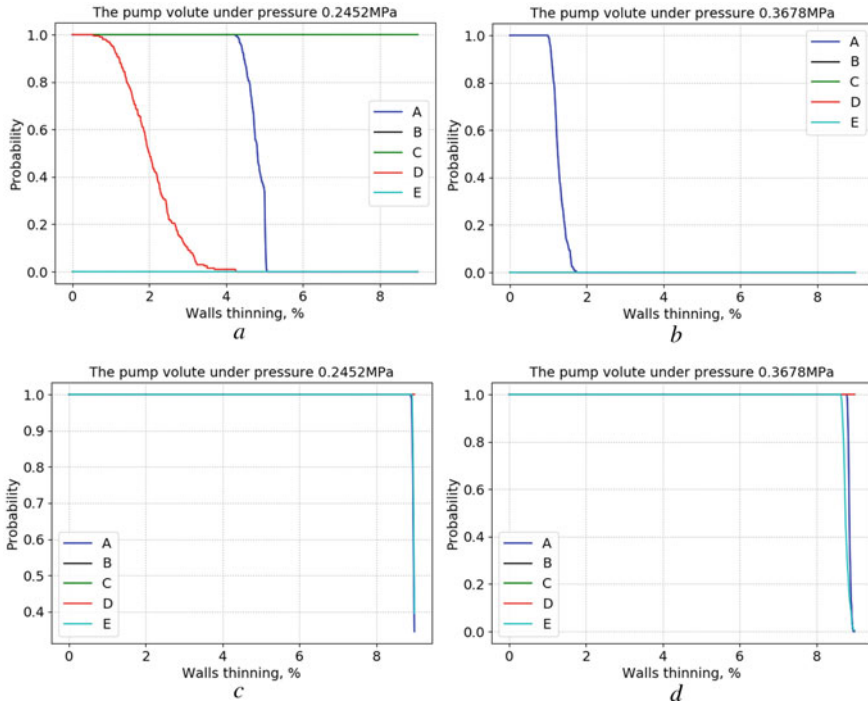 The pump volute under pressure 0.2452MPa
1.0
0.8
0.6
0.4
0.2
0.0
Probability
A
B
C
D
E
0 2 4 6 8
Walls thinning, %
a
The pump volute under pressure 0.3678MPa
1.0
0.8
0.6
0.4
0.2
0.0
Probability
A
B
C
D
E
0 2 4 6 8
Walls thinning, %
b
The pump volute under pressure 0.2452MPa
1.0
0.9
0.8
0.7
0.6
0.5
0.4
Probability
A
B
C
D
E
0 2 4 6 8
Walls thinning, %
c
The pump volute under pressure 0.3678MPa
1.0
0.8
0.6
0.4
0.2
0.0
Probability
A
B
C
D
E
0 2 4 6 8
Walls thinning, %
d